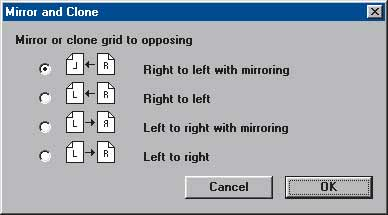 Mirror and Clone
Mirror or clone grid to opposing
⅃ ← R Right to left with mirroring
L ← R Right to left
L → Я Left to right with mirroring
L → R Left to right
Cancel OK